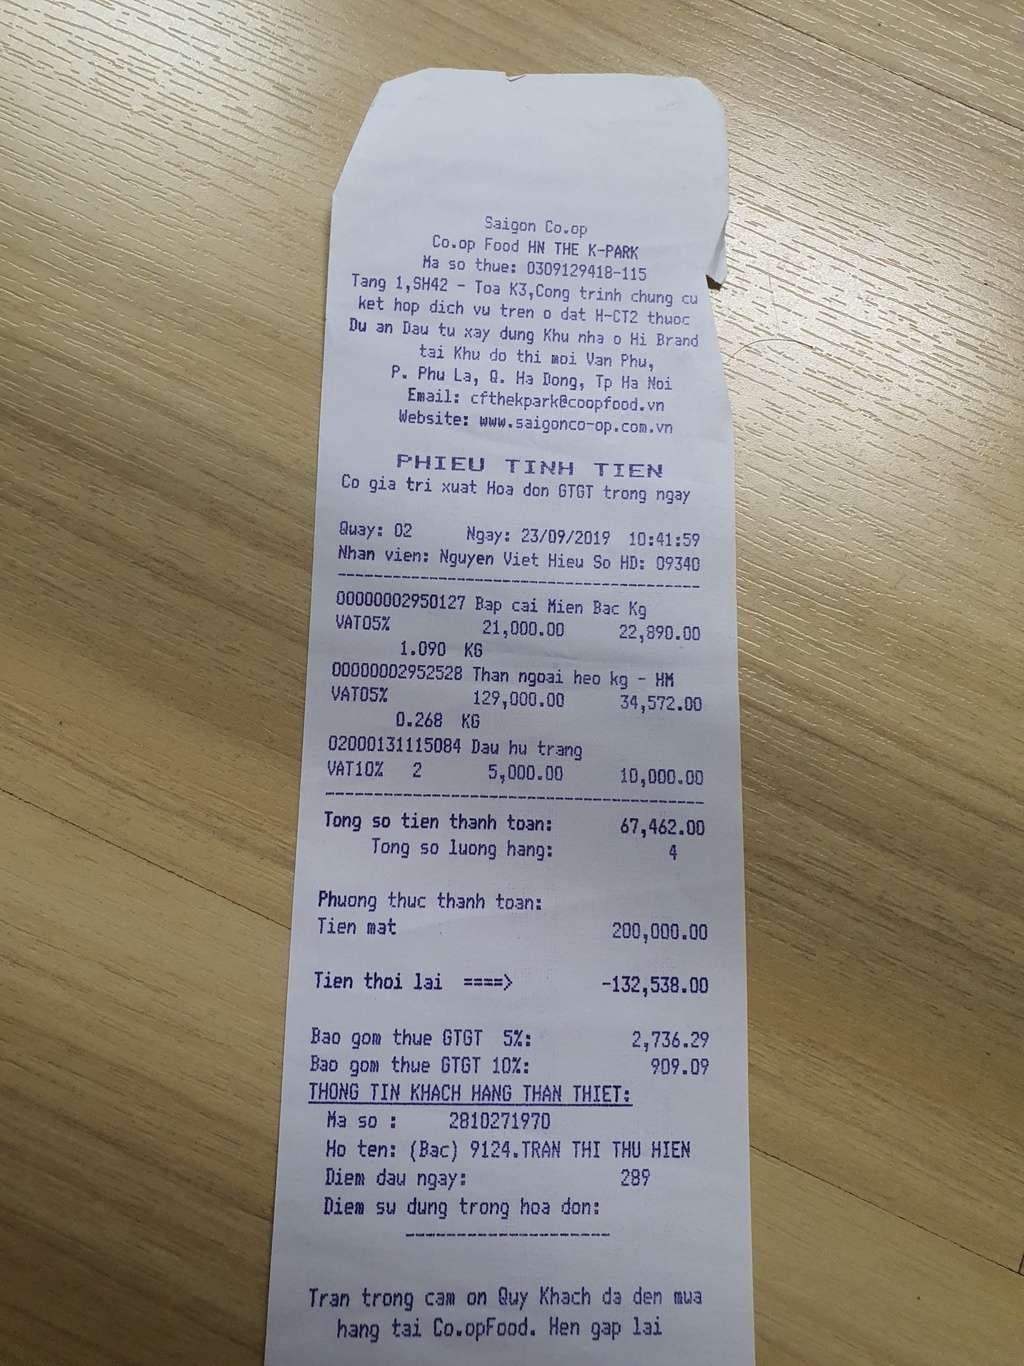 Saigon Co.op
Co.op Food HN THE K-PARK
Ma so thue: 0309129418-115
Tang 1,SH42 - Toa K3,Cong trinh chung cu
ket hop dich vu tren o dat H-CT2 thuoc
Du an Dau tu xay dung Khu nha o Hi Brand
tai Khu do thi moi Van Phu,
P. Phu La, Q. Ha Dong, Tp Ha Noi
Email: cfthekpark@coopfood.vn
Website: www.saigonco-op.com.vn
PHIEU TINH TIEN
Co gia tri xuat Hoa don GTGT trong ngay
Quay: 02 Ngay: 23/09/2019 10:41:59
Nhan vien: Nguyen Viet Hieu So HD: 09340
00000002950127 Bap cai Mien Bac Kg
VAT05% 21,000.00 22,890.00
1.090 KG
00000002952528 Than ngoai heo kg - HM
VAT05% 129,000.00 34,572.00
0.268 KG
02000131115084 Dau hu trang
VAT10% 2 5,000.00 10,000.00
Tong so tien thanh toan: 67,462.00
Tong so luong hang: 4
Phuong thuc thanh toan:
Tien mat 200,000.00
Tien thoi lai ====> -132,538.00
Bao gom thue GTGT 5%: 2,736.29
Bao gom thue GTGT 10%: 909.09
THONG TIN KHACH HANG THAN THIET:
Ma so : 2810271970
Ho ten: (Bac) 9124.TRAN THI THU HIEN
Diem dau ngay: 289
Diem su dung trong hoa don:
Tran trong cam on Quy Khach da den mua
hang tai Co.opFood. Hen gap lai